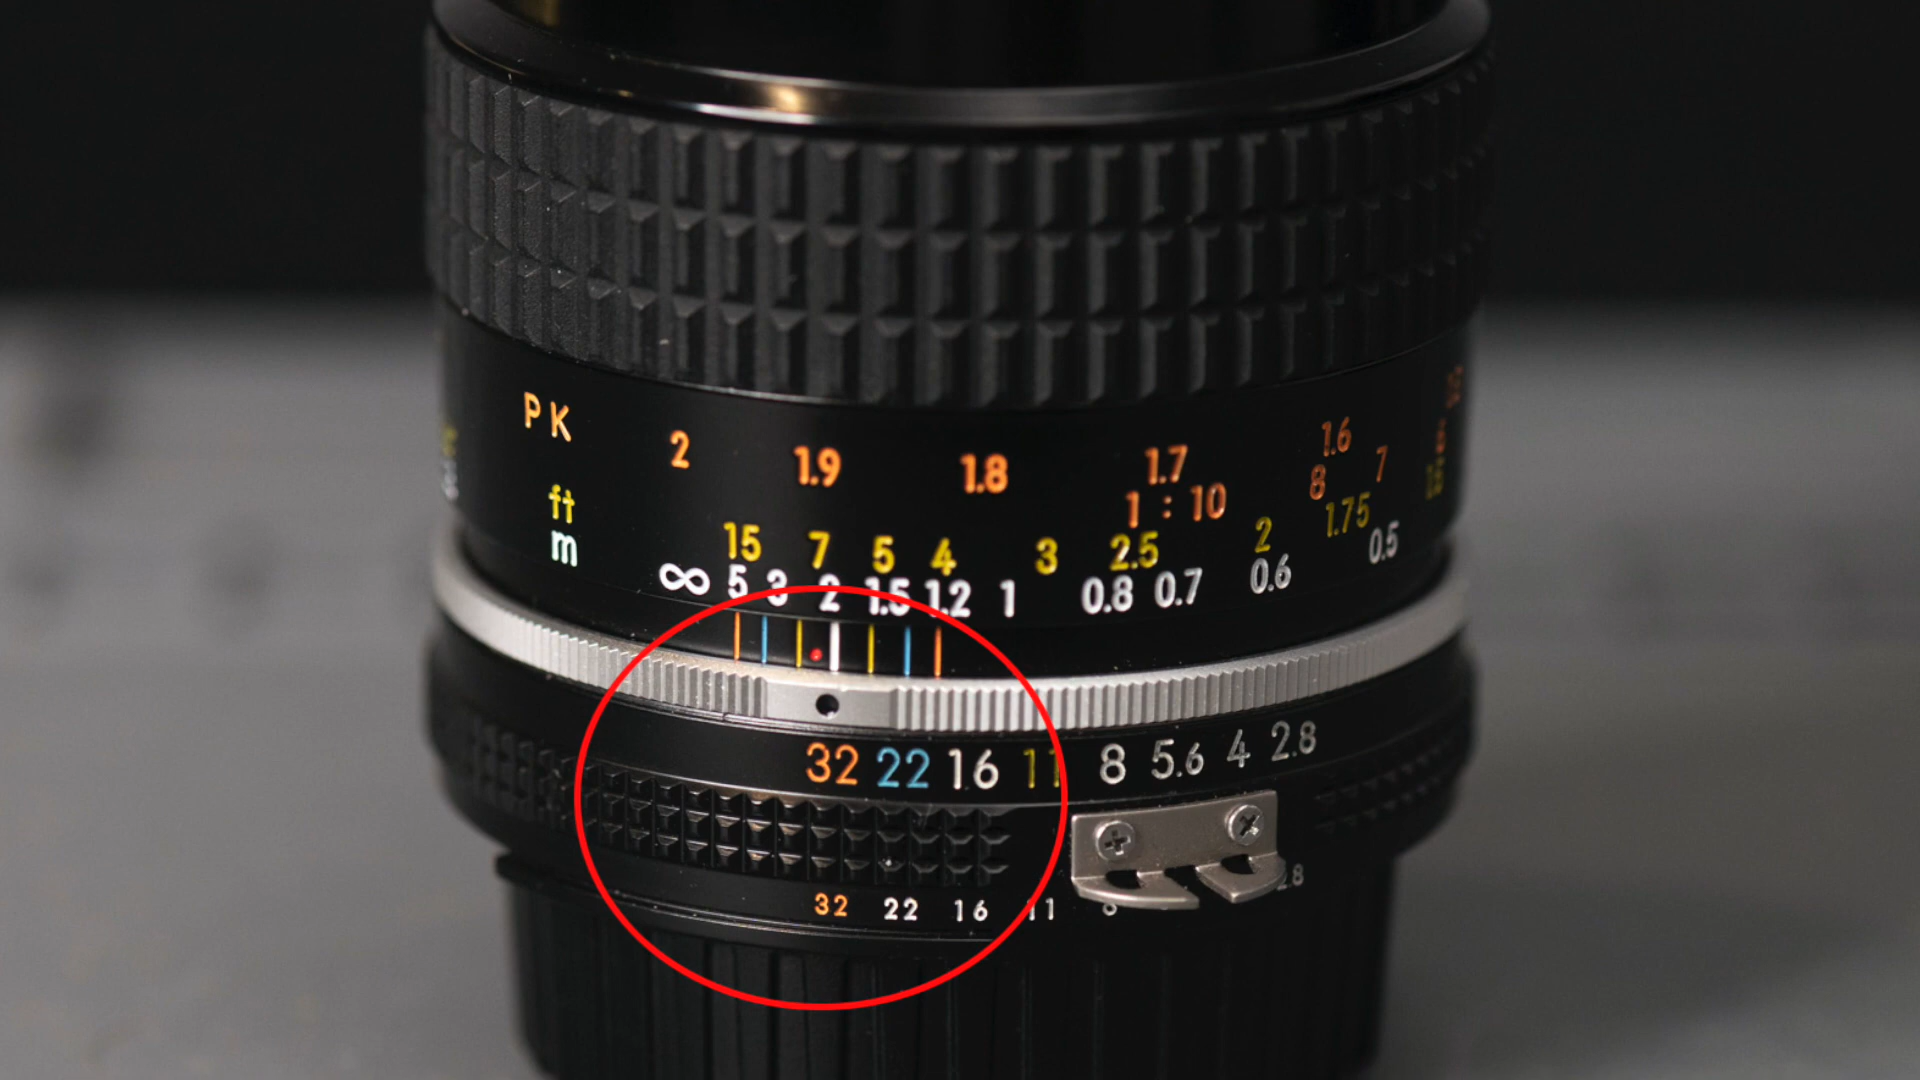 PK 2 1.9 1.8 1.7 1.6
1:10 8 7
ft 15 7 5 4 3 2.5 2 1.75
m ∞ 5 3 2 1.5 1.2 1 0.8 0.7 0.6 0.5
32 22 16 11 8 5.6 4 2.8
32 22 16 11